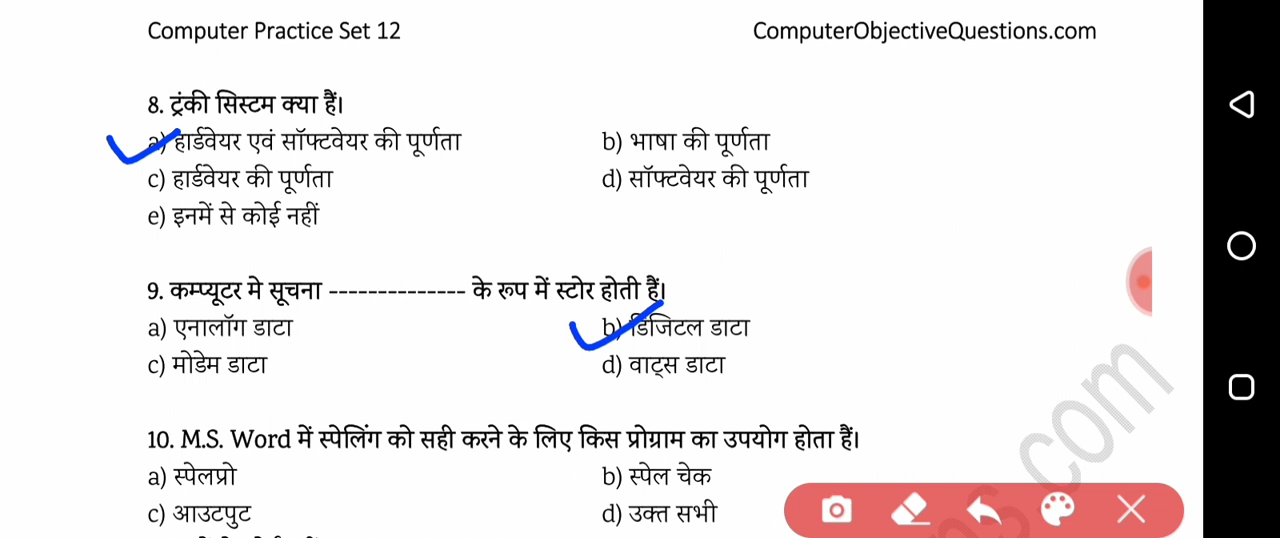 Computer Practice Set 12 ComputerObjectiveQuestions.com
8. ट्रंकी सिस्टम क्या हैं।
a) हार्डवेयर एवं सॉफ्टवेयर की पूर्णता b) भाषा की पूर्णता
c) हार्डवेयर की पूर्णता d) सॉफ्टवेयर की पूर्णता
e) इनमें से कोई नहीं
9. कम्प्यूटर मे सूचना -------------- के रूप में स्टोर होती हैं।
a) एनालॉग डाटा b) डिजिटल डाटा
c) मोडेम डाटा d) वाट्स डाटा
10. M.S. Word में स्पेलिंग को सही करने के लिए किस प्रोग्राम का उपयोग होता हैं।
a) स्पेलप्रो b) स्पेल चेक
c) आउटपुट d) उक्त सभी